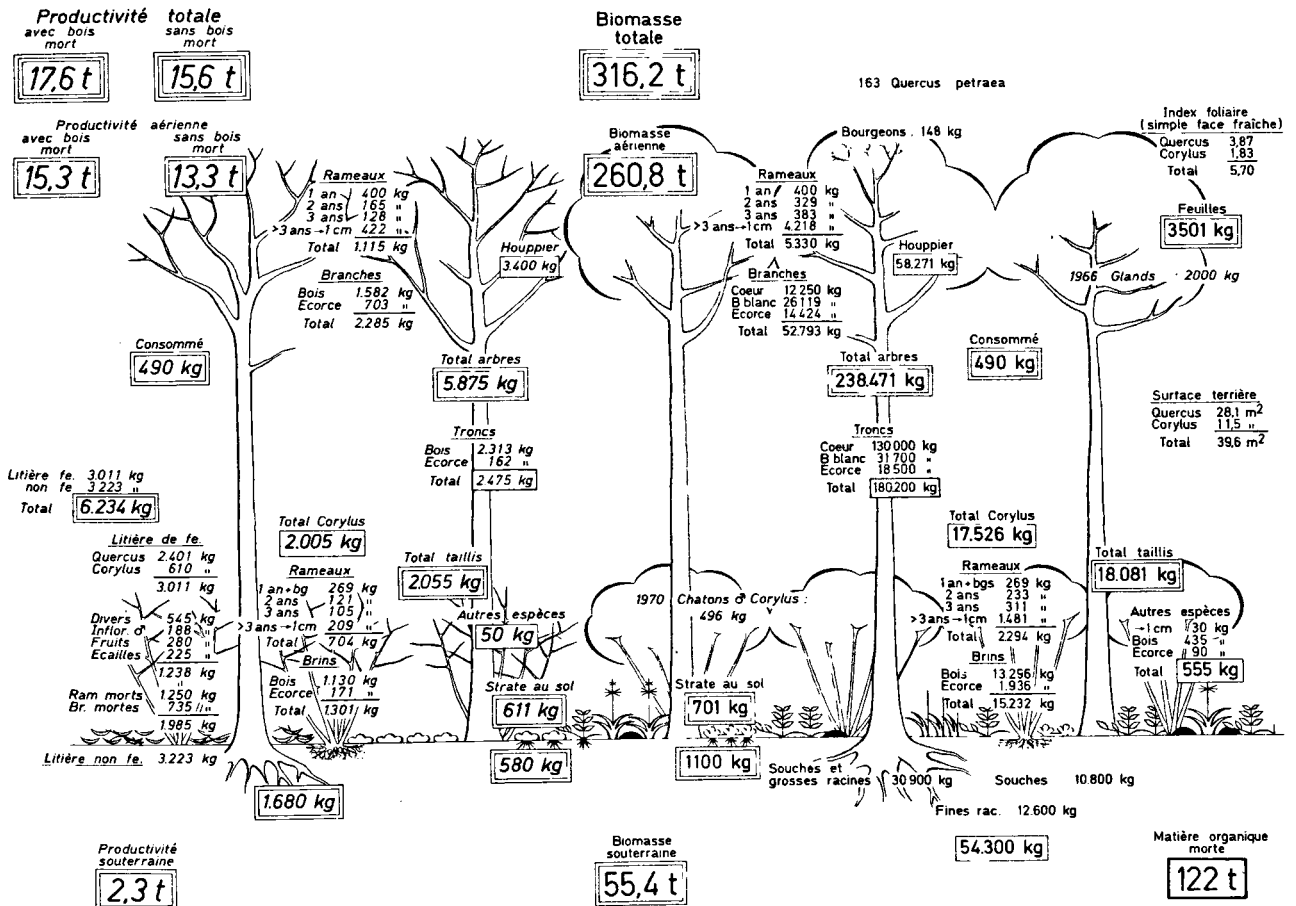 Productivité totale
avec bois mort
sans bois mort
17,6 t
15,6 t
Productivité aérienne
avec bois mort
sans bois mort
15,3 t
13,3 t
Biomasse totale
316,2 t
Biomasse aérienne
260,8 t
163 Quercus petraea
Bourgeons . 148 kg
Index foliaire
(simple face fraîche)
Quercus 3,87
Corylus 1,83
Total 5,70
Feuilles
3501 kg
1966 Glands : 2000 kg
Rameaux
1 an 400 kg
2 ans 165 "
3 ans 128 "
>3 ans→1cm 422 "
Total 1.115 kg
Branches
Bois 1.582 kg
Ecorce 703 "
Total 2.285 kg
Houppier
3.400 kg
Rameaux
1 an 400 kg
2 ans 329 "
3 ans 383 "
>3 ans→1cm 4.218 "
Total 5.330 kg
Branches
Coeur 12 250 kg
B blanc 26 119 "
Ecorce 14 424 "
Total 52.793 kg
Houppier
58.271 kg
Consommé
490 kg
Total arbres
5.875 kg
Total arbres
238.471 kg
Consommé
490 kg
Surface terrière
Quercus 28,1 m²
Corylus 11,5 "
Total 39,6 m²
Troncs
Bois 2.313 kg
Ecorce 162 "
Total 2.475 kg
Troncs
Coeur 130 000 kg
B blanc 31 700 "
Ecorce 18 500 "
Total 180.200 kg
Litière fe. 3.011 kg
non fe 3.223 "
Total 6.234 kg
Litière de fe.
Quercus 2.401 kg
Corylus 610 "
3.011 kg
Divers 545 kg
Inflor. ♂ 188 "
Fruits 280 "
Ecailles 225 "
1.238 kg
Ram morts 1.250 kg
Br. mortes 735 "
1.985 kg
Litière non fe. 3.223 kg
Total Corylus
2.005 kg
Rameaux
1 an+bg 269 kg
2 ans 121 "
3 ans 105 "
>3 ans→1cm 209 "
Total 704 kg
Brins
Bois 1.130 kg
Ecorce 171 "
Total 1.301 kg
Total taillis
2.055 kg
Autres espèces
50 kg
Strate au sol
611 kg
580 kg
1970 Chatons ♂ Corylus :
496 kg
Strate au sol
701 kg
1100 kg
Total Corylus
17.526 kg
Rameaux
1an+bgs 269 kg
2 ans 233 "
3 ans 311 "
>3ans→1cm 1.481 "
Total 2294 kg
Brins
Bois 13.296 kg
Ecorce 1.936 "
Total 15.232 kg
Total taillis
18.081 kg
Autres espèces
→1 cm 30 kg
Bois 435 "
Ecorce 90 "
Total 555 kg
1.680 kg
Souches et
grosses racines 30 900 kg
Souches 10.800 kg
Fines rac. 12.600 kg
54.300 kg
Productivité souterraine
2,3 t
Biomasse souterraine
55,4 t
Matière organique morte
122 t